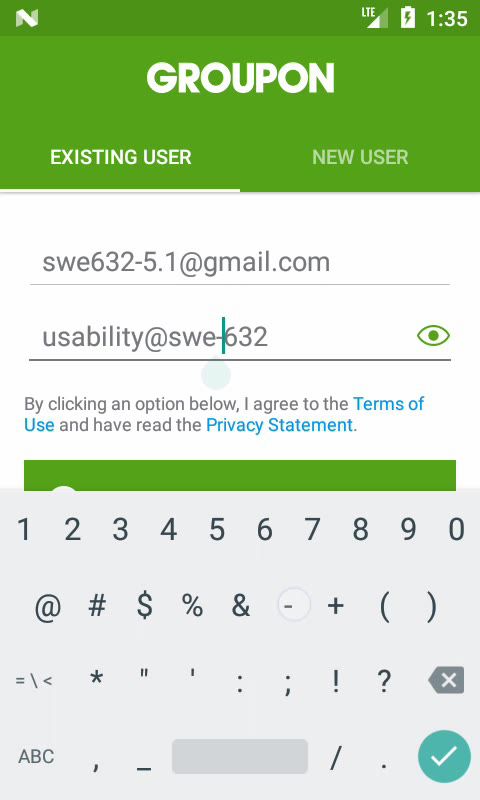 LTE 1:35
GROUPON
EXISTING USER NEW USER
swe632-5.1@gmail.com
usability@swe-632
By clicking an option below, I agree to the Terms of
Use and have read the Privacy Statement.
1 2 3 4 5 6 7 8 9 0
@ # $ % & - + ( )
= \ < * " ' : ; ! ?
ABC , _ / .